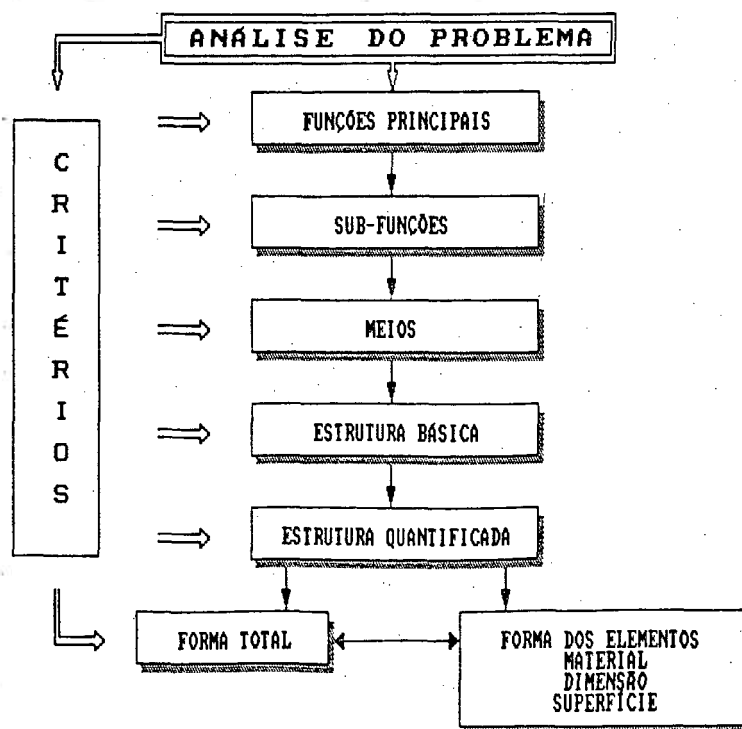 ANÁLISE DO PROBLEMA
CRITÉRIOS
FUNÇÕES PRINCIPAIS
SUB-FUNÇÕES
MEIOS
ESTRUTURA BÁSICA
ESTRUTURA QUANTIFICADA
FORMA TOTAL
FORMA DOS ELEMENTOS
MATERIAL
DIMENSÃO
SUPERFÍCIE